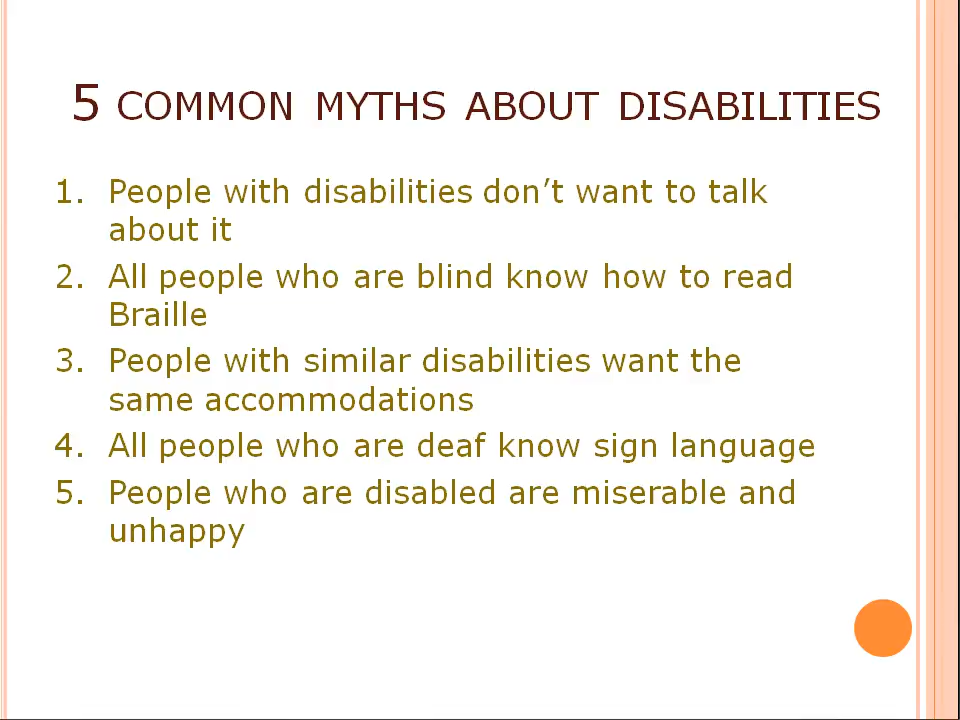 5 COMMON MYTHS ABOUT DISABILITIES
1. People with disabilities don’t want to talk
about it
2. All people who are blind know how to read
Braille
3. People with similar disabilities want the
same accommodations
4. All people who are deaf know sign language
5. People who are disabled are miserable and
unhappy